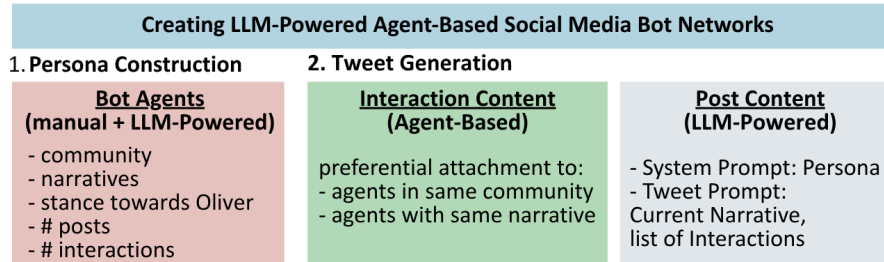 Creating LLM-Powered Agent-Based Social Media Bot Networks
1. Persona Construction
2. Tweet Generation
Bot Agents
(manual + LLM-Powered)
- community
- narratives
- stance towards Oliver
- # posts
- # interactions
Interaction Content
(Agent-Based)
preferential attachment to:
- agents in same community
- agents with same narrative
Post Content
(LLM-Powered)
- System Prompt: Persona
- Tweet Prompt:
Current Narrative,
list of Interactions